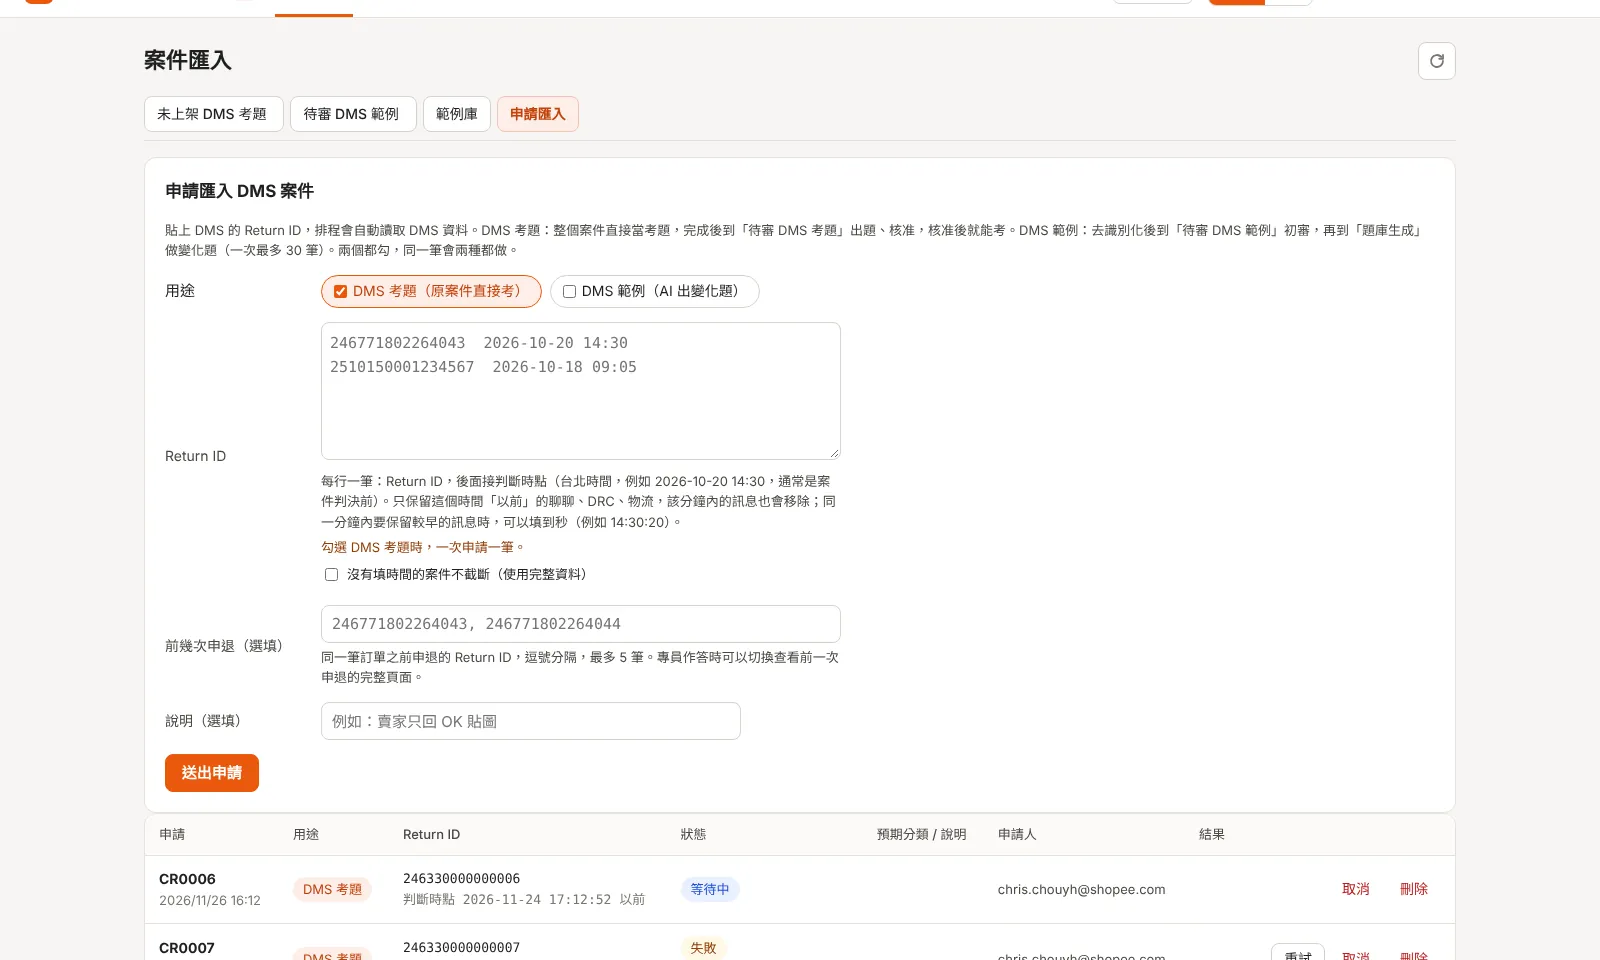 案件匯入
未上架 DMS 考題
待審 DMS 範例
範例庫
申請匯入
申請匯入 DMS 案件
貼上 DMS 的 Return ID，排程會自動讀取 DMS 資料。DMS 考題：整個案件直接當考題，完成後到「待審 DMS 考題」出題、核准，核准後就能考。DMS 範例：去識別化後到「待審 DMS 範例」初審，再到「題庫生成」
做變化題（一次最多 30 筆）。兩個都勾，同一筆會兩種都做。
用途
DMS 考題（原案件直接考）
DMS 範例（AI 出變化題）
Return ID
246771802264043  2026-10-20 14:30
2510150001234567  2026-10-18 09:05
每行一筆：Return ID，後面接判斷時點（台北時間，例如 2026-10-20 14:30，通常是案
件判決前）。只保留這個時間「以前」的聊聊、DRC、物流，該分鐘內的訊息也會移除；同
一分鐘內要保留較早的訊息時，可以填到秒（例如 14:30:20）。
勾選 DMS 考題時，一次申請一筆。
沒有填時間的案件不截斷（使用完整資料）
前幾次申退（選填）
246771802264043, 246771802264044
同一筆訂單之前申退的 Return ID，逗號分隔，最多 5 筆。專員作答時可以切換查看前一次
申退的完整頁面。
說明（選填）
例如：賣家只回 OK 貼圖
送出申請
申請
用途
Return ID
狀態
預期分類 / 說明
申請人
結果
CR0006
2026/11/26 16:12
DMS 考題
246330000000006
判斷時點 2026-11-24 17:12:52 以前
等待中
chris.chouyh@shopee.com
取消
刪除
CR0007
DMS 考題
246330000000007
失敗
chris.chouyh@shopee.com
重試
取消
刪除